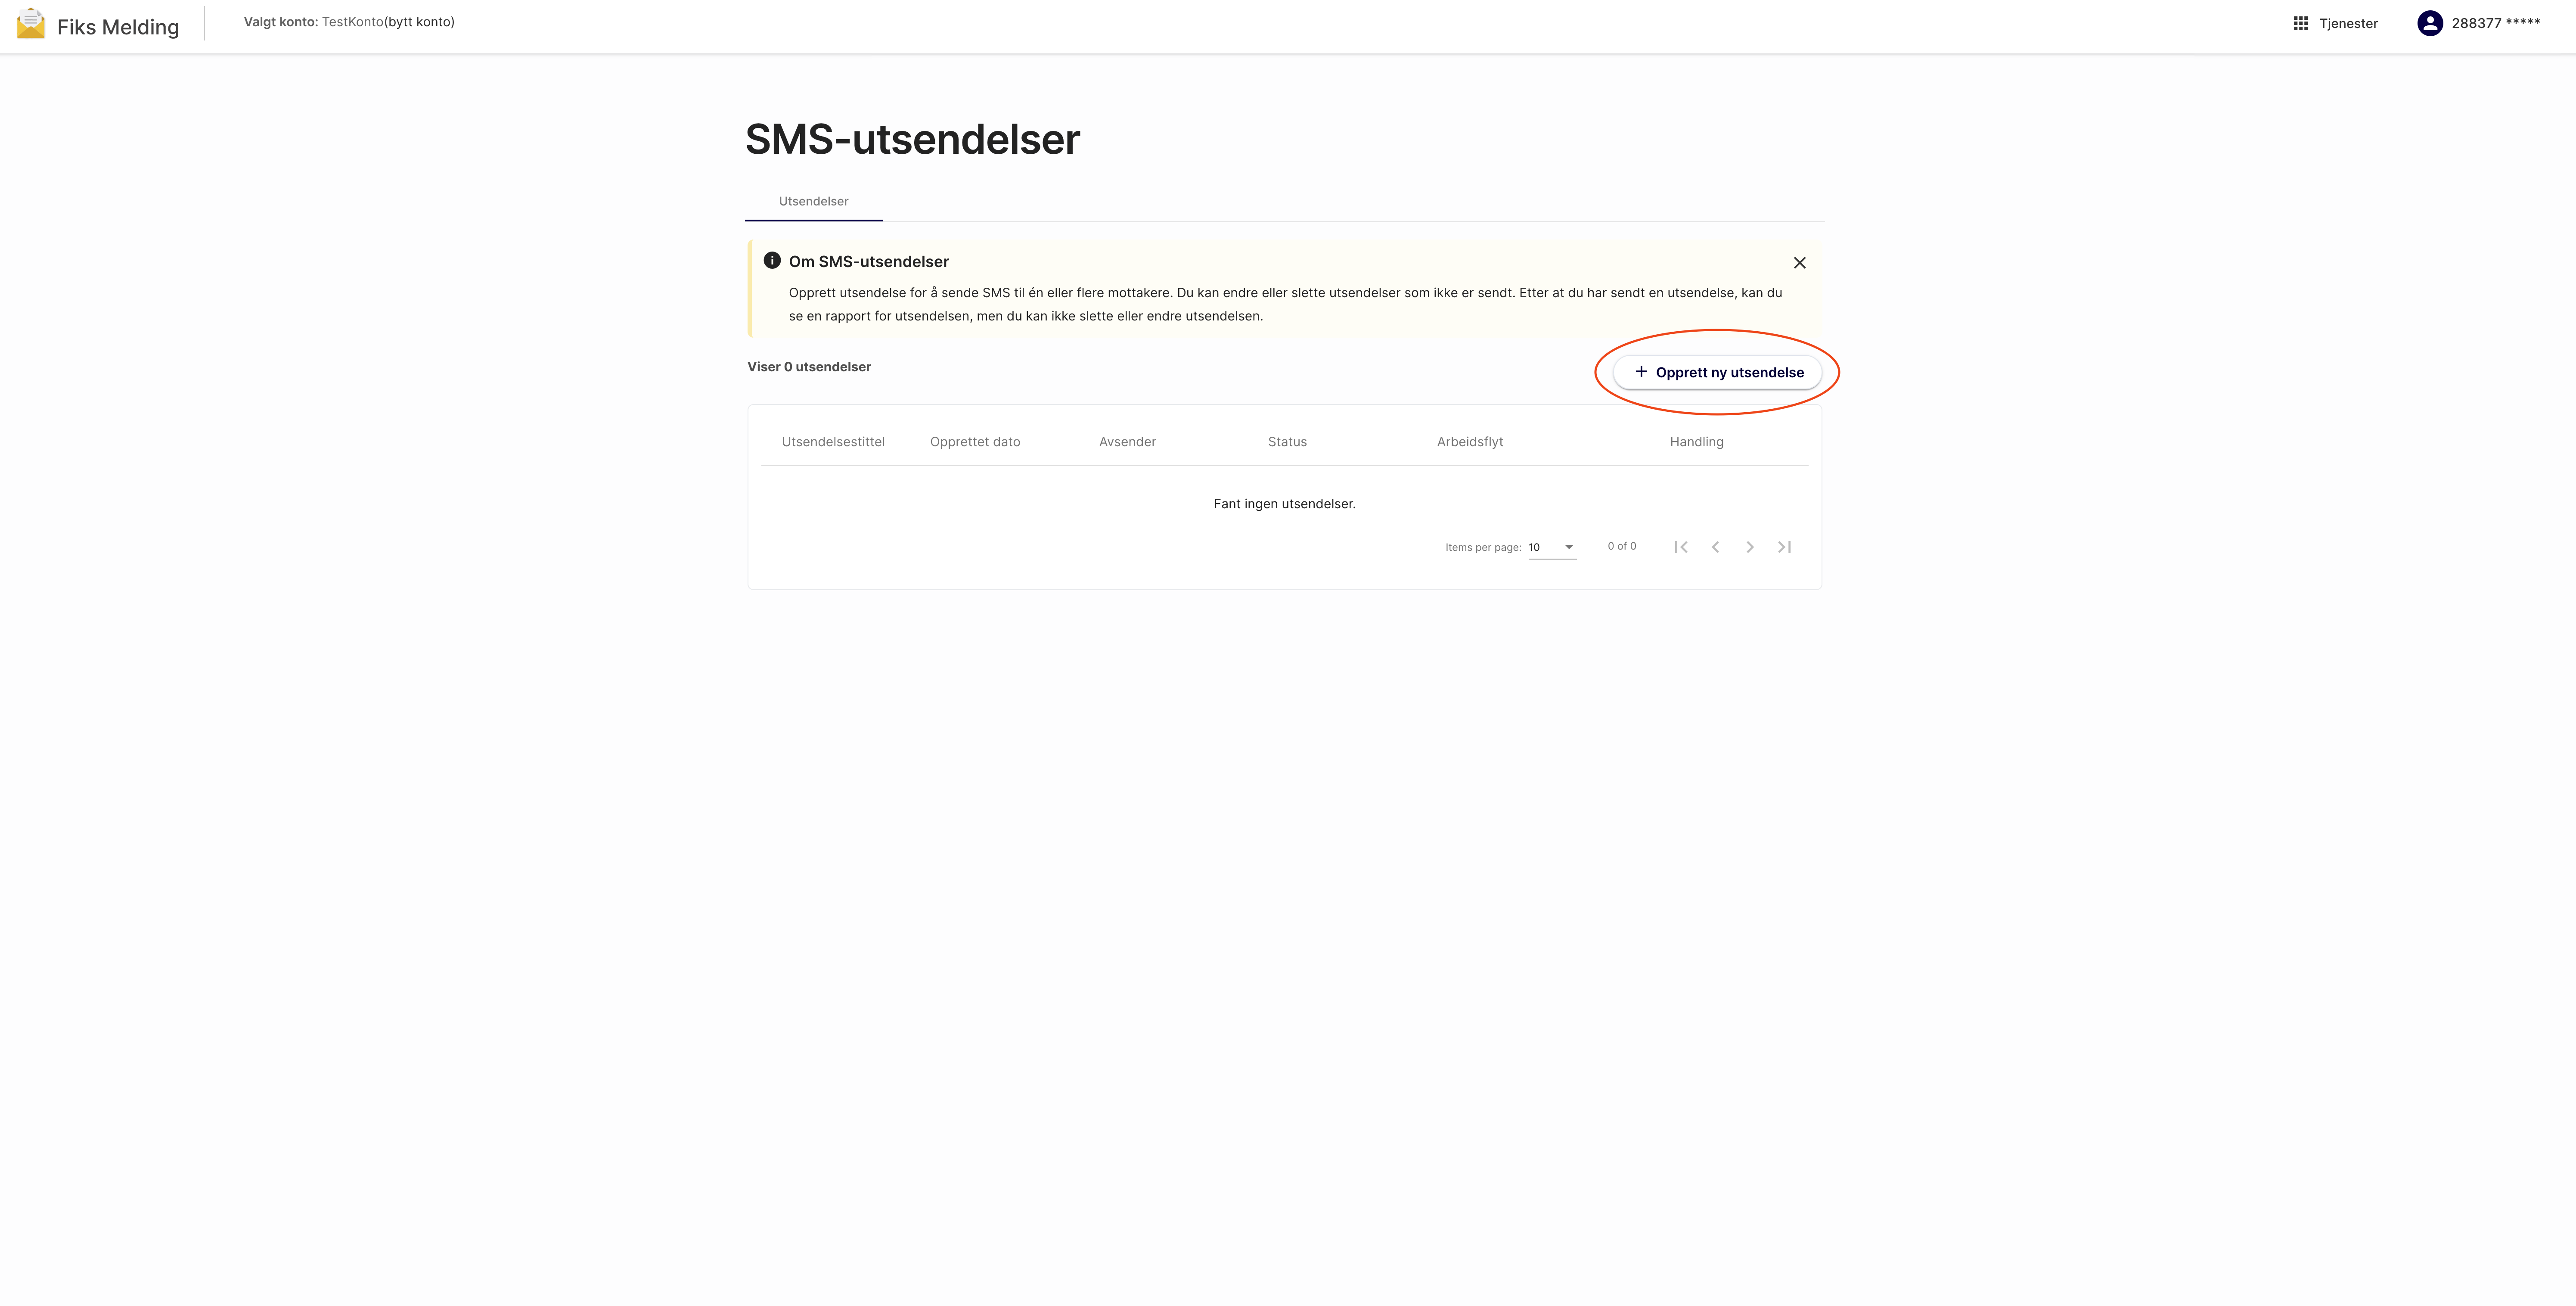 Fiks Melding
Valgt konto: TestKonto(bytt konto)
Tjenester
288377 *****
SMS-utsendelser
Utsendelser
Om SMS-utsendelser
Opprett utsendelse for å sende SMS til én eller flere mottakere. Du kan endre eller slette utsendelser som ikke er sendt. Etter at du har sendt en utsendelse, kan du
se en rapport for utsendelsen, men du kan ikke slette eller endre utsendelsen.
Viser 0 utsendelser
Opprett ny utsendelse
Utsendelsestittel Opprettet dato Avsender Status Arbeidsflyt Handling
Fant ingen utsendelser.
Items per page: 10 0 of 0